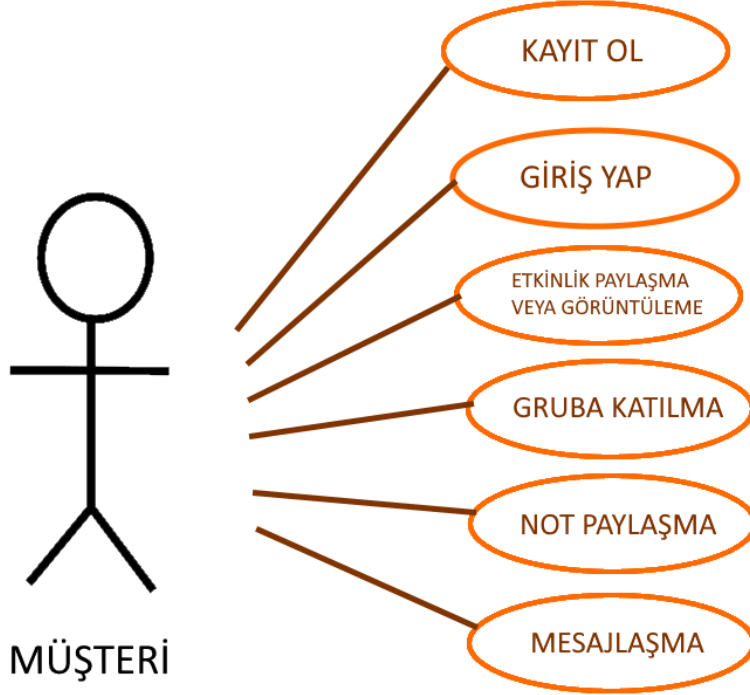 KAYIT OL
GİRİŞ YAP
ETKİNLİK PAYLAŞMA
VEYA GÖRÜNTÜLEME
GRUBA KATILMA
NOT PAYLAŞMA
MESAJLAŞMA
MÜŞTERİ